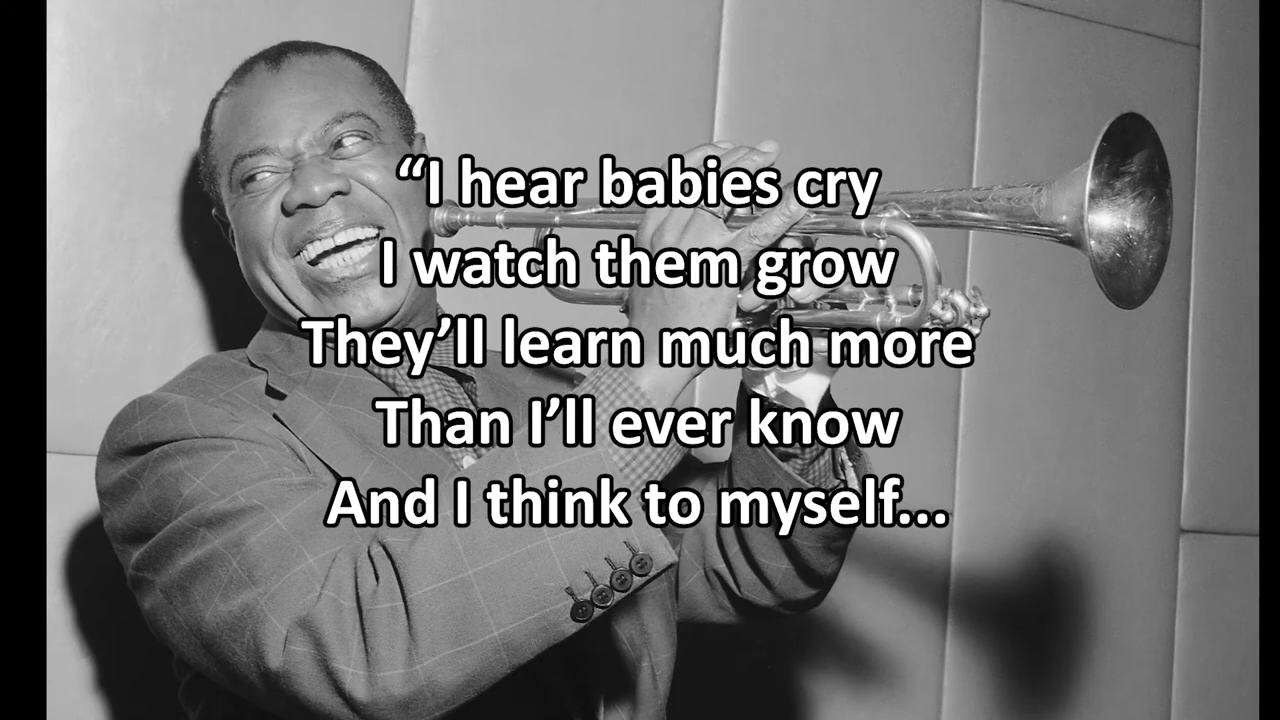 “I hear babies cry
I watch them grow
They’ll learn much more
Than I’ll ever know
And I think to myself...